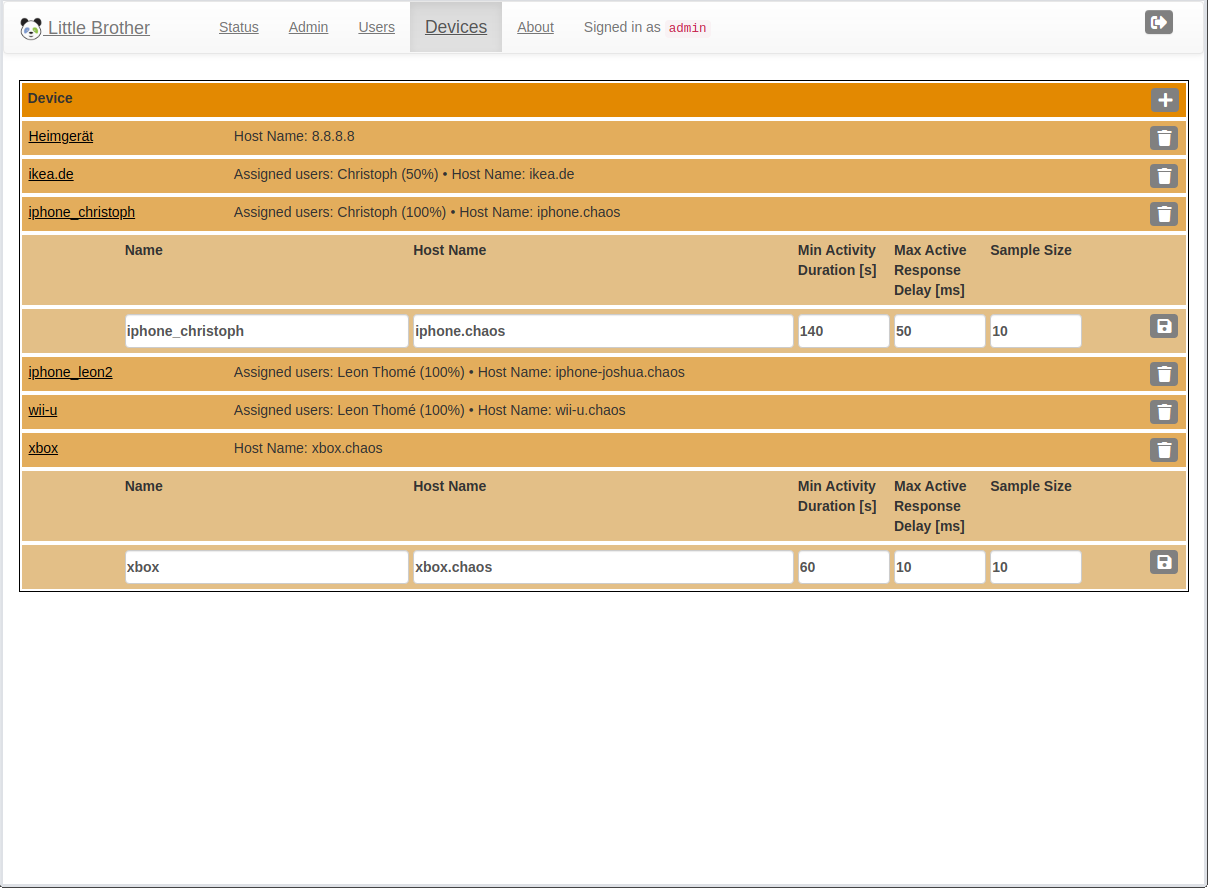 Little Brother Status Admin Users Devices About Signed in as admin
Device
Heimgerät Host Name: 8.8.8.8
ikea.de Assigned users: Christoph (50%) • Host Name: ikea.de
iphone_christoph Assigned users: Christoph (100%) • Host Name: iphone.chaos
Name Host Name Min Activity Max Active Sample Size
Duration [s] Response
Delay [ms]
iphone_christoph iphone.chaos 140 50 10
iphone_leon2 Assigned users: Leon Thomé (100%) • Host Name: iphone-joshua.chaos
wii-u Assigned users: Leon Thomé (100%) • Host Name: wii-u.chaos
xbox Host Name: xbox.chaos
Name Host Name Min Activity Max Active Sample Size
Duration [s] Response
Delay [ms]
xbox xbox.chaos 60 10 10